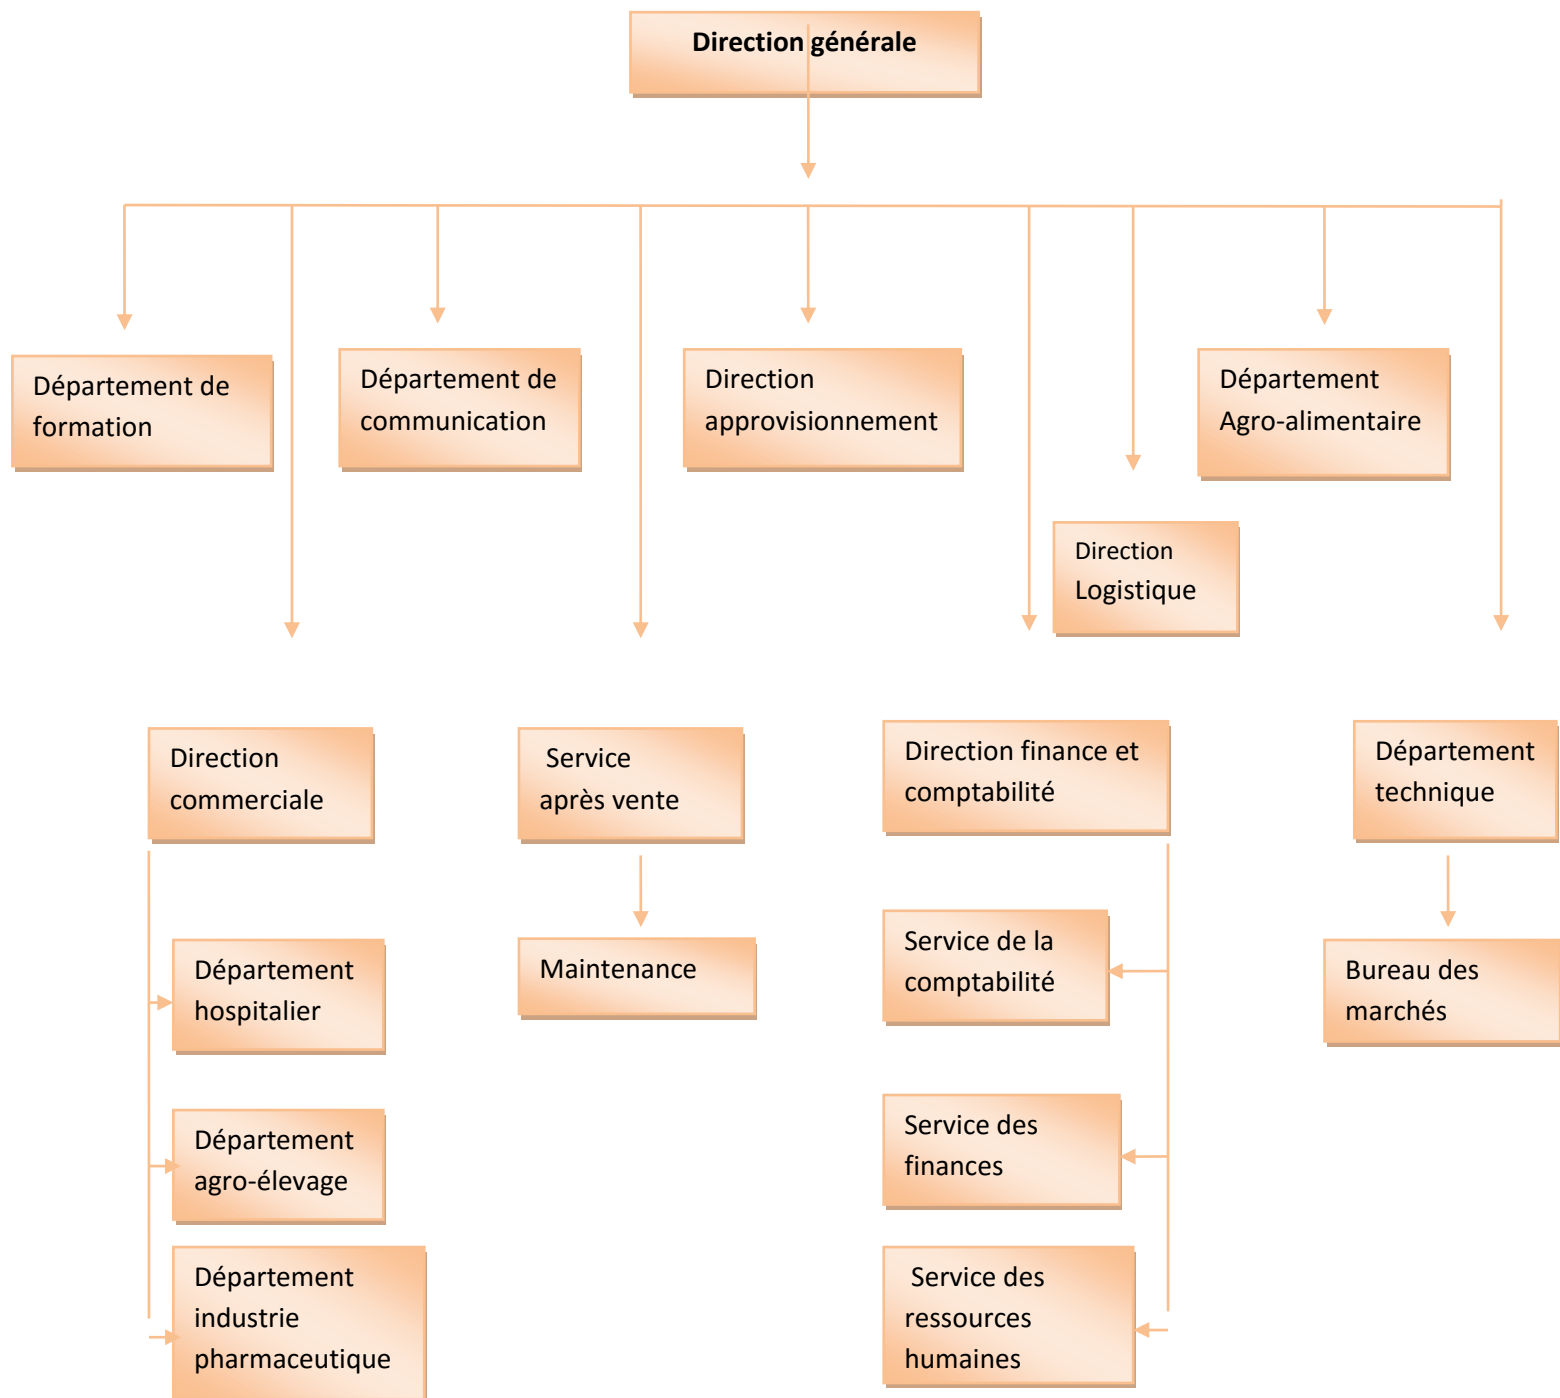 Direction générale
Département de
formation
Département de
communication
Direction
approvisionnement
Département
Agro-alimentaire
Direction
Logistique
Direction
commerciale
Service
après vente
Direction finance et
comptabilité
Département
technique
Département
hospitalier
Maintenance
Service de la
comptabilité
Bureau des
marchés
Département
agro-élevage
Service des
finances
Département
industrie
pharmaceutique
Service des
ressources
humaines